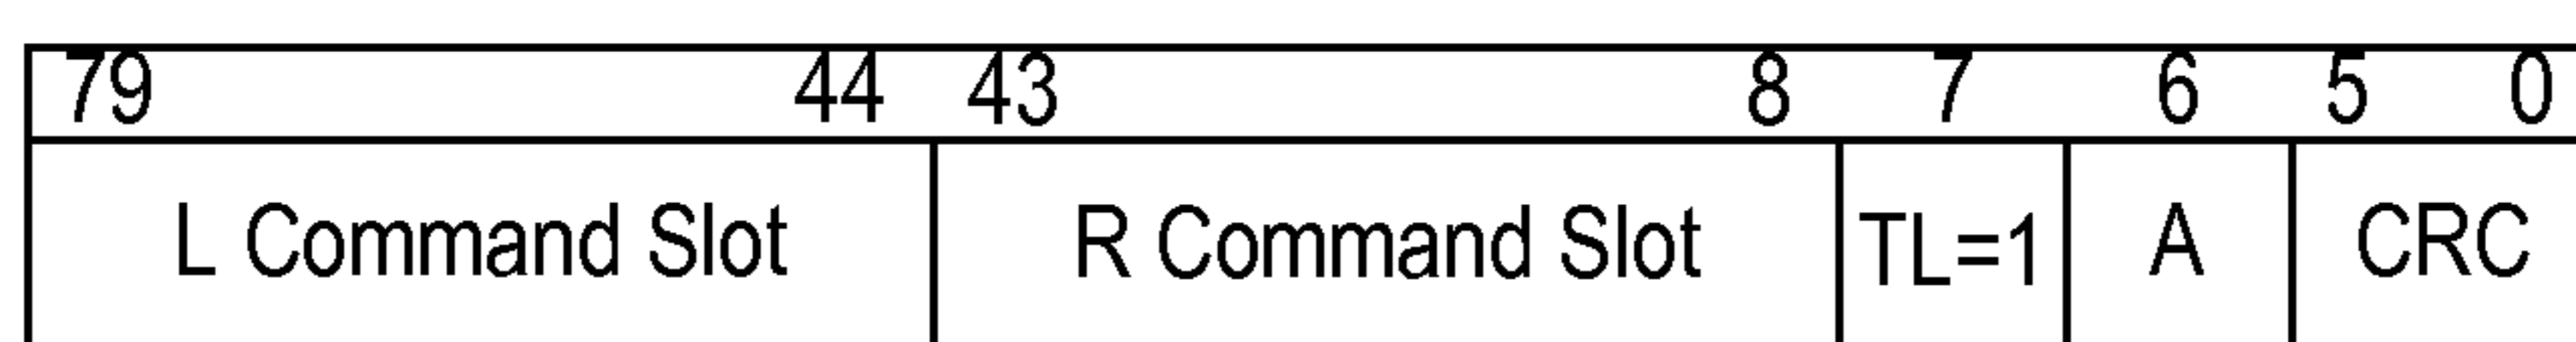 79 44 43 8 7 6 5 0
L Command Slot R Command Slot TL=1 A CRC